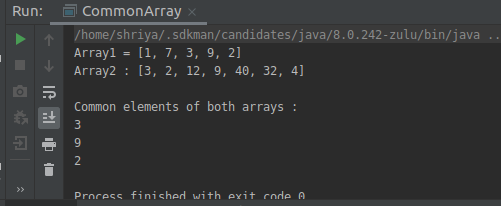 Run: CommonArray ×
/home/shriya/.sdkman/candidates/java/8.0.242-zulu/bin/java ..
Array1 = [1, 7, 3, 9, 2]
Array2 : [3, 2, 12, 9, 40, 32, 4]
Common elements of both arrays :
3
9
2
Process finished with exit code 0